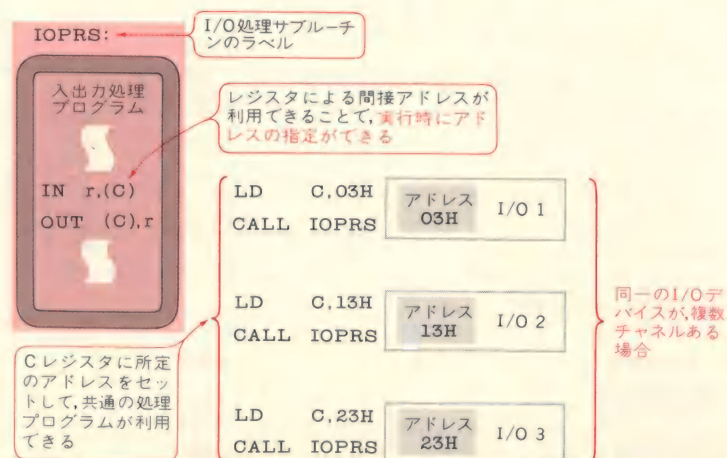 IOPRS:
I/O処理サブルーチ
ンのラベル
入出力処理
プログラム
IN r,(C)
OUT (C),r
レジスタによる間接アドレスが
利用できることで,実行時にアド
レスの指定ができる
LD C,03H
CALL IOPRS
アドレス
03H
I/O 1
LD C,13H
CALL IOPRS
アドレス
13H
I/O 2
LD C,23H
CALL IOPRS
アドレス
23H
I/O 3
同一のI/Oデ
バイスが,複数
チャネルある
場合
Cレジスタに所定
のアドレスをセッ
トして,共通の処理
プログラムが利用
できる